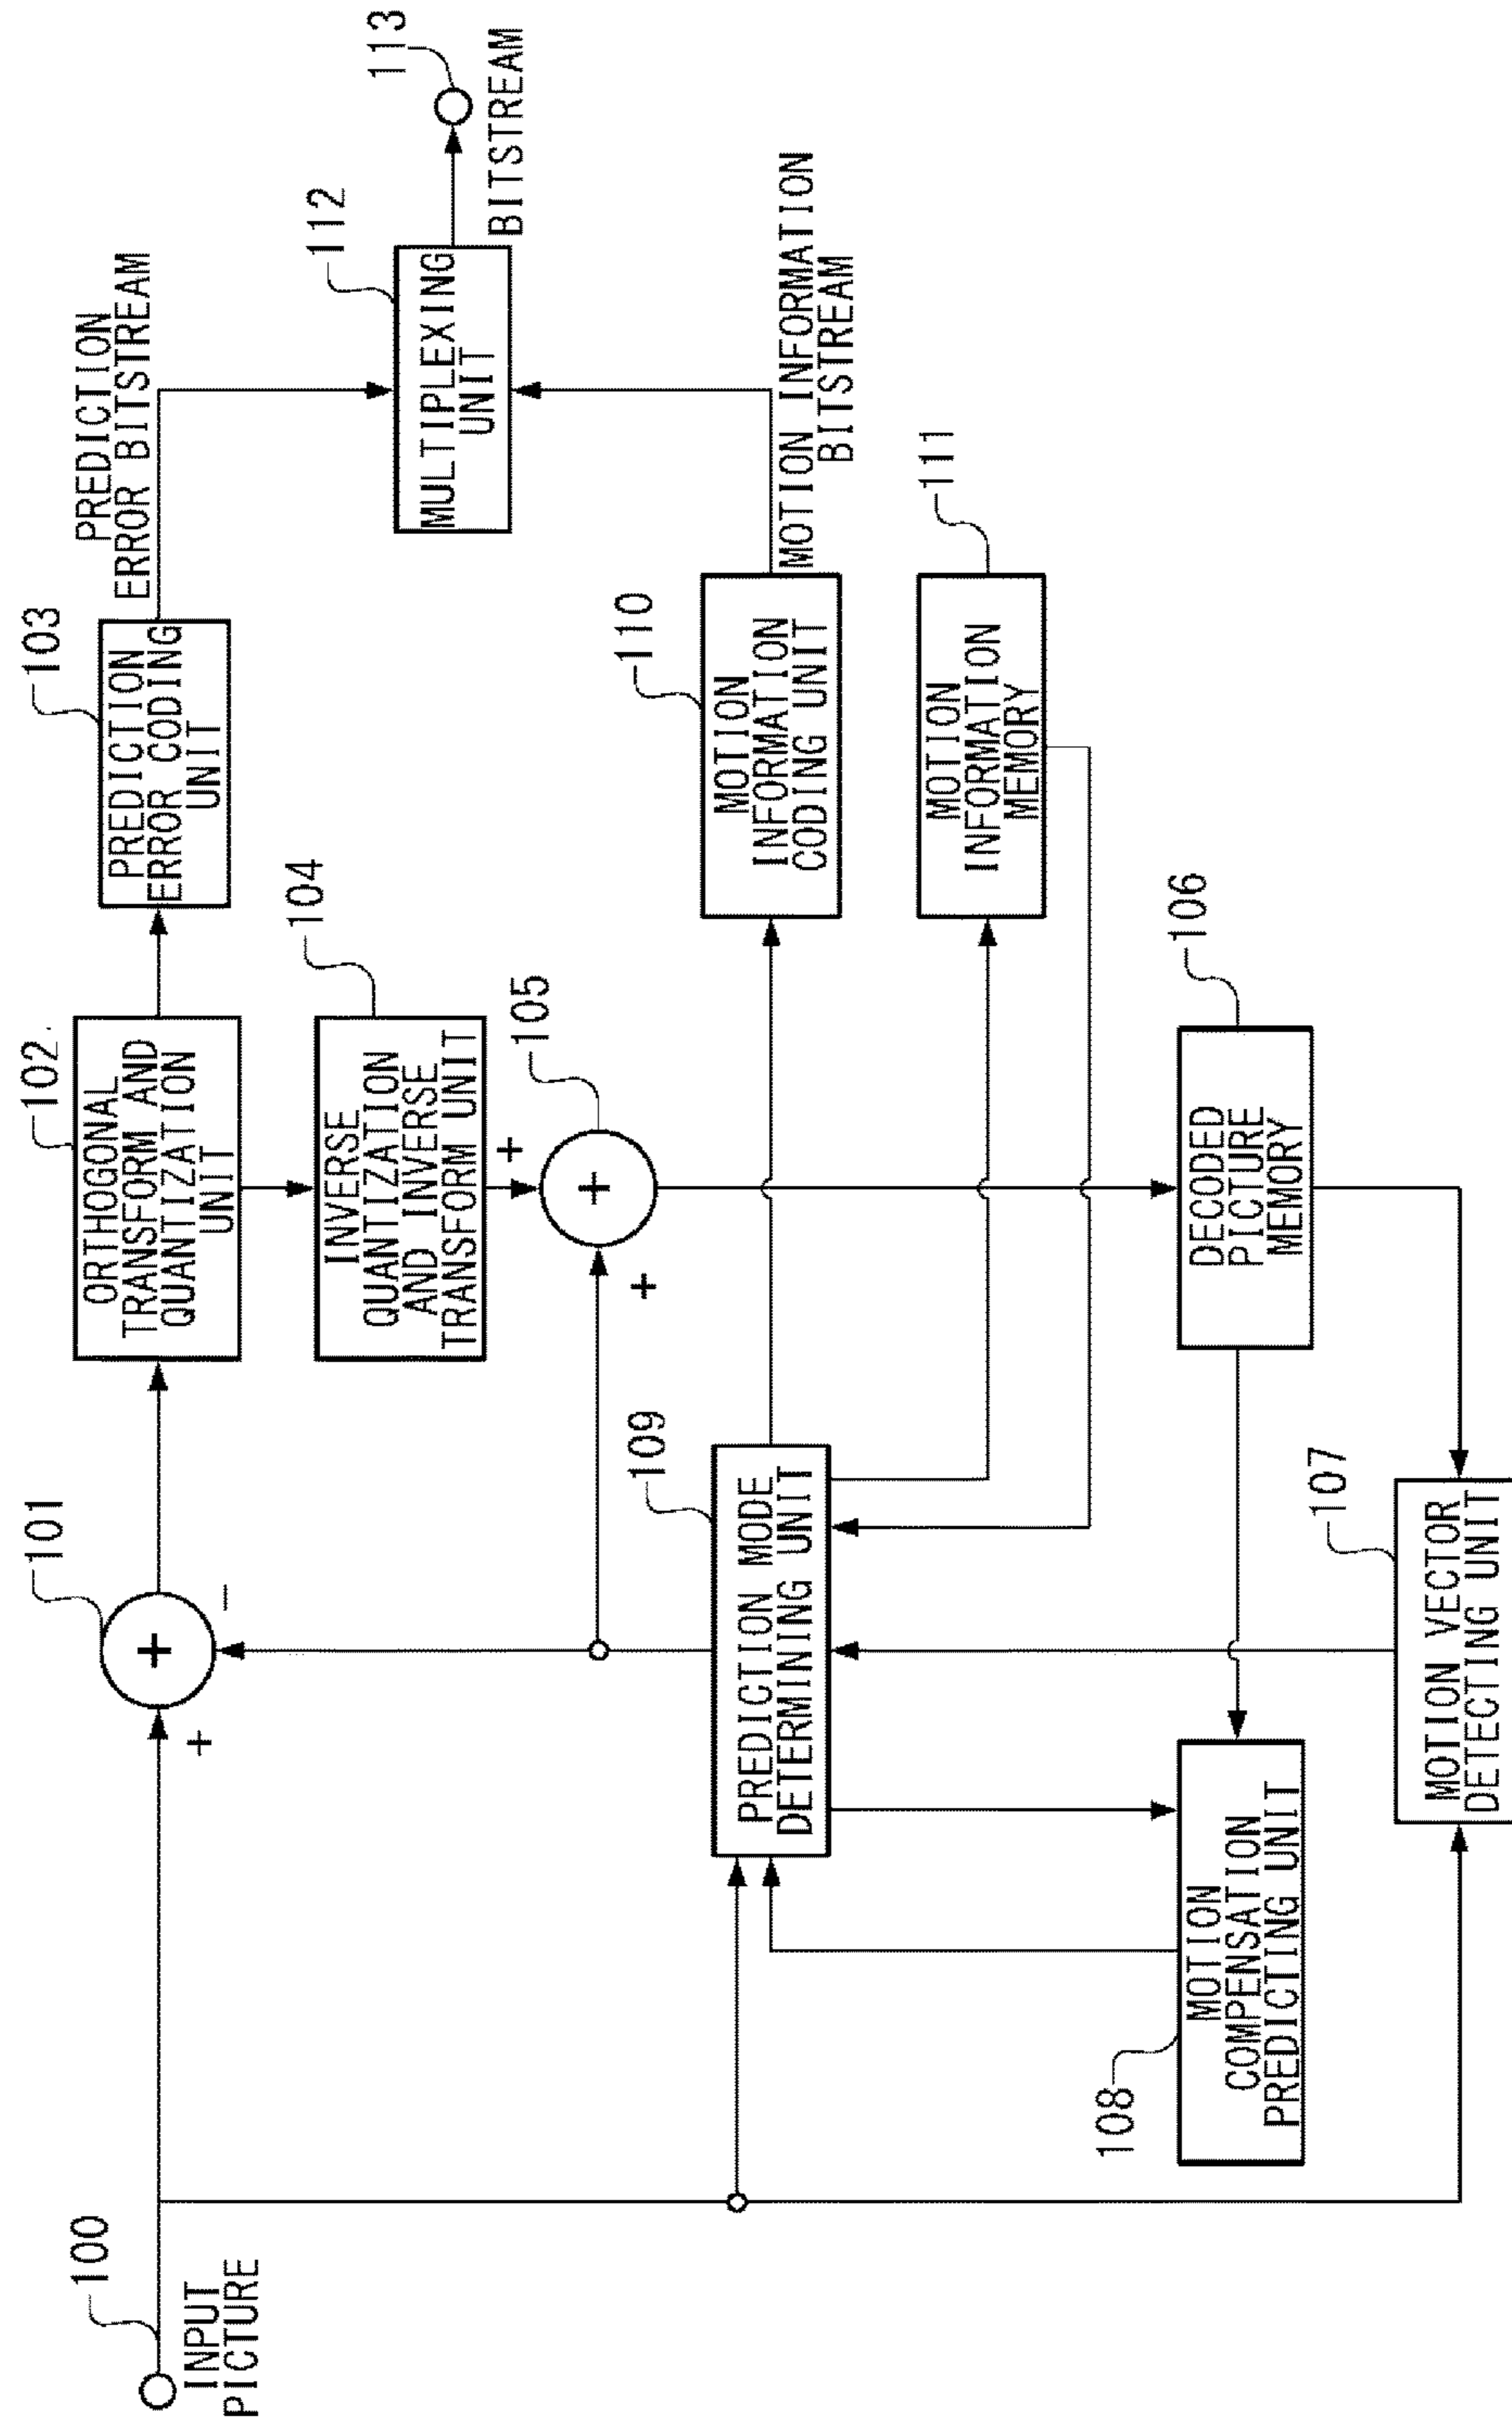 100
INPUT
PICTURE
+
101
+
-
102
ORTHOGONAL
TRANSFORM AND
QUANTIZATION
UNIT
103
PREDICTION
ERROR CODING
UNIT
PREDICTION
ERROR BITSTREAM
104
INVERSE
QUANTIZATION
AND INVERSE
TRANSFORM UNIT
+
105
+
+
112
MULTIPLEXING
UNIT
113
BITSTREAM
109
PREDICTION MODE
DETERMINING UNIT
110
MOTION
INFORMATION
CODING UNIT
MOTION INFORMATION
BITSTREAM
111
MOTION
INFORMATION
MEMORY
108
MOTION
COMPENSATION
PREDICTING UNIT
106
DECODED
PICTURE
MEMORY
107
MOTION VECTOR
DETECTING UNIT